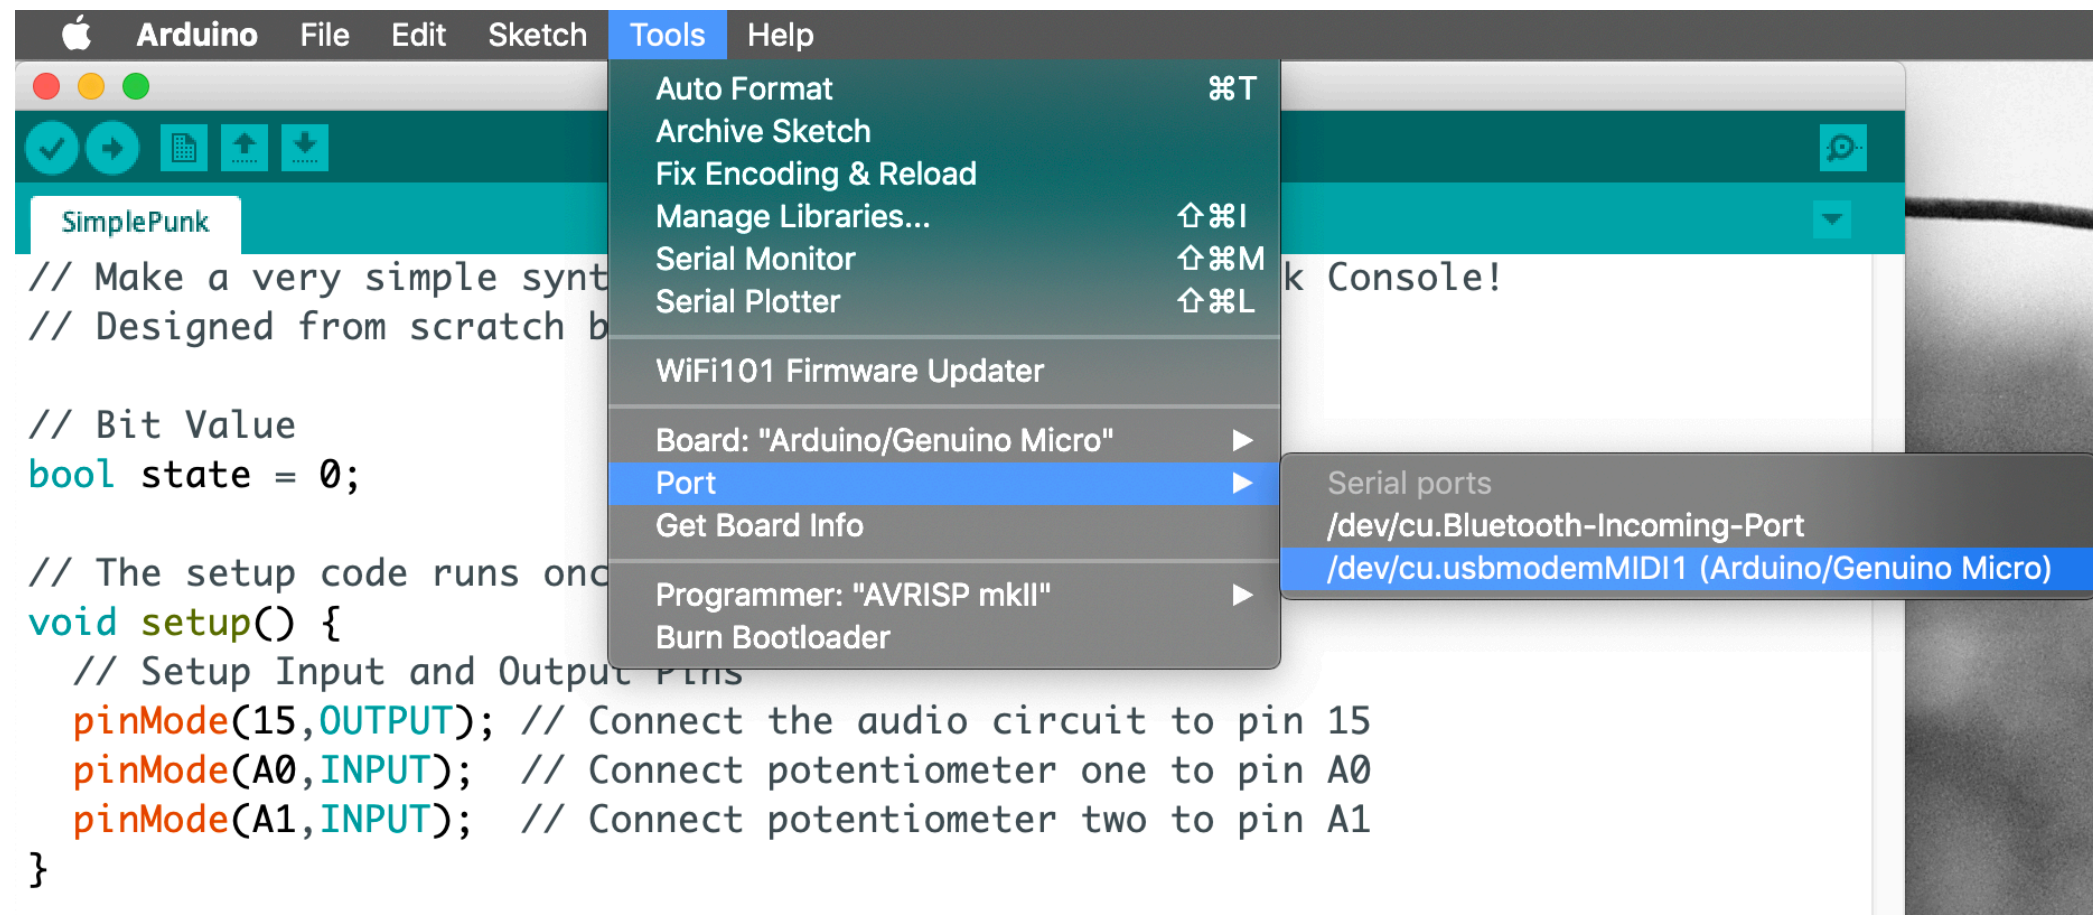 Arduino File Edit Sketch Tools Help
Auto Format ⌘T
Archive Sketch
Fix Encoding & Reload
Manage Libraries... ⇧⌘I
Serial Monitor ⇧⌘M
Serial Plotter ⇧⌘L
WiFi101 Firmware Updater
Board: "Arduino/Genuino Micro"
Port
Get Board Info
Programmer: "AVRISP mkII"
Burn Bootloader
Serial ports
/dev/cu.Bluetooth-Incoming-Port
/dev/cu.usbmodemMIDI1 (Arduino/Genuino Micro)
SimplePunk
// Make a very simple synt k Console!
// Designed from scratch b
// Bit Value
bool state = 0;
// The setup code runs onc
void setup() {
// Setup Input and Output Pins
pinMode(15,OUTPUT); // Connect the audio circuit to pin 15
pinMode(A0,INPUT); // Connect potentiometer one to pin A0
pinMode(A1,INPUT); // Connect potentiometer two to pin A1
}